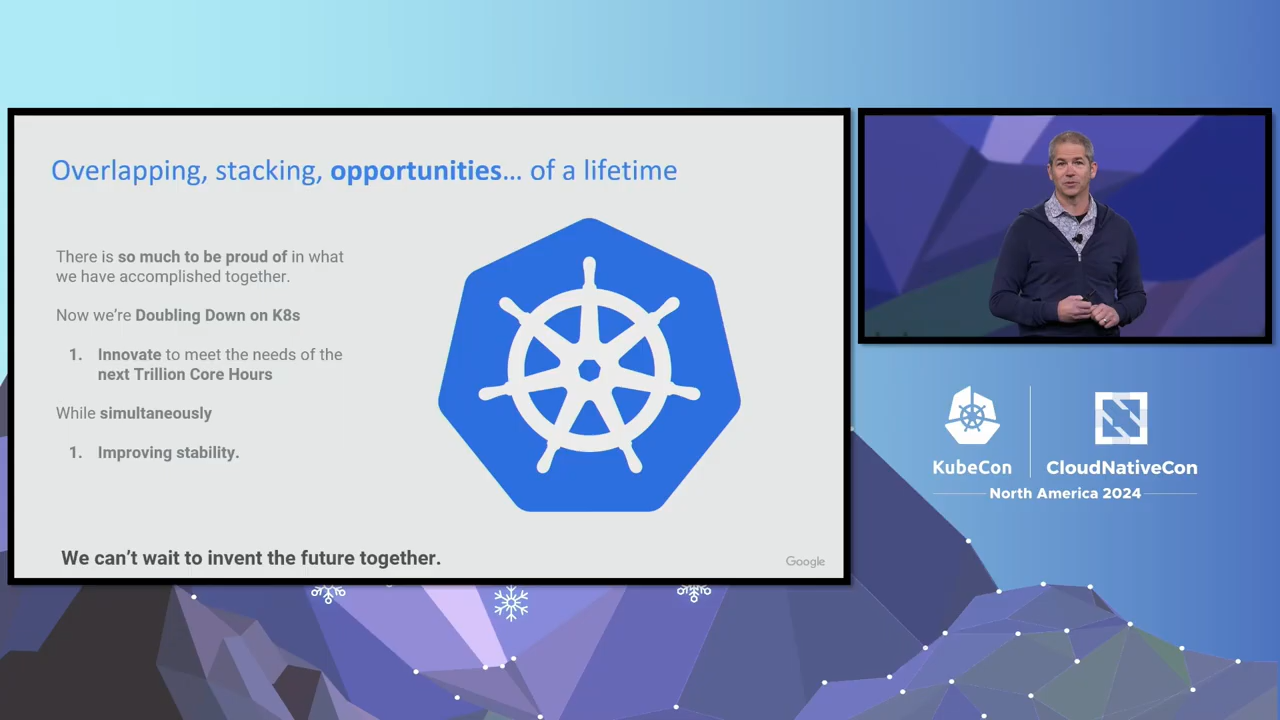 Overlapping, stacking, opportunities… of a lifetime
There is so much to be proud of in what
we have accomplished together.
Now we’re Doubling Down on K8s
1. Innovate to meet the needs of the
next Trillion Core Hours
While simultaneously
1. Improving stability.
We can’t wait to invent the future together.
Google
KubeCon
CloudNativeCon
North America 2024